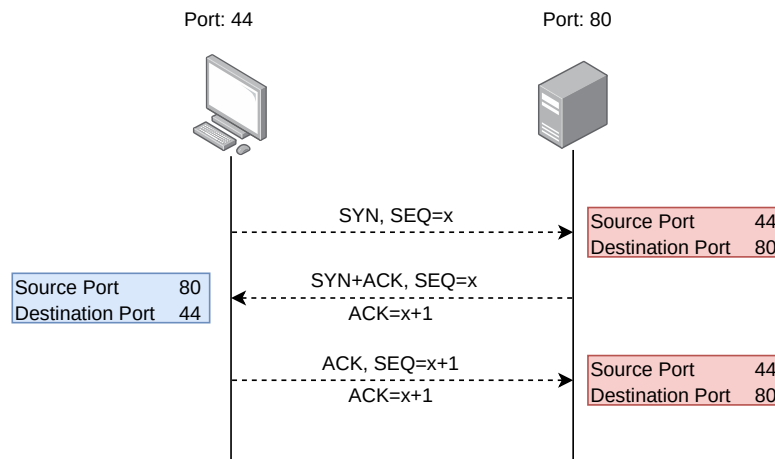 Port: 44
Port: 80
SYN, SEQ=x
Source Port 44
Destination Port 80
SYN+ACK, SEQ=x
ACK=x+1
Source Port 80
Destination Port 44
ACK, SEQ=x+1
ACK=x+1
Source Port 44
Destination Port 80